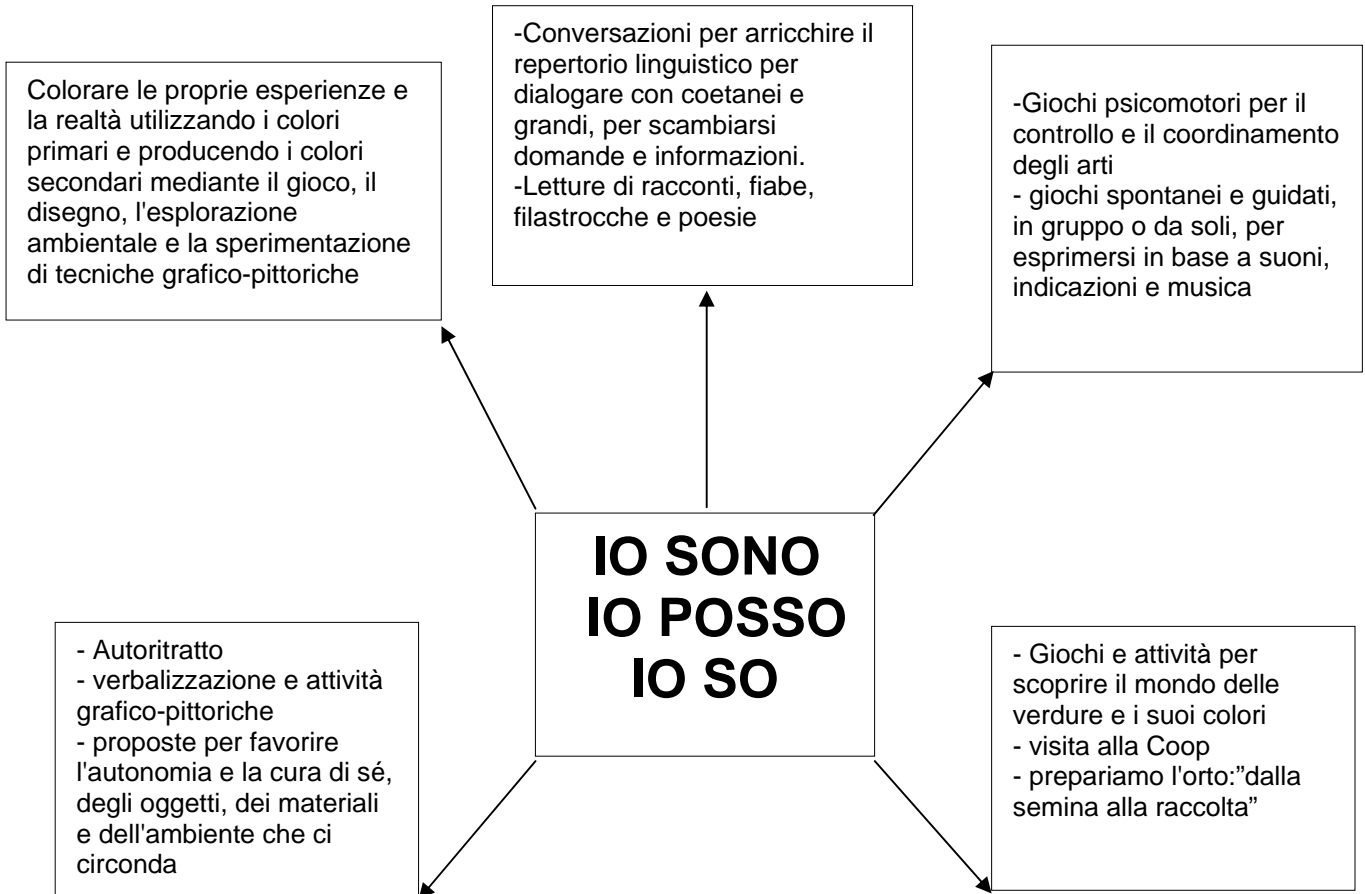 Colorare le proprie esperienze e
la realtà utilizzando i colori
primari e producendo i colori
secondari mediante il gioco, il
disegno, l'esplorazione
ambientale e la sperimentazione
di tecniche grafico-pittoriche
-Conversazioni per arricchire il
repertorio linguistico per
dialogare con coetanei e
grandi, per scambiarsi
domande e informazioni.
-Letture di racconti, fiabe,
filastrocche e poesie
-Giochi psicomotori per il
controllo e il coordinamento
degli arti
- giochi spontanei e guidati,
in gruppo o da soli, per
esprimersi in base a suoni,
indicazioni e musica
IO SONO
IO POSSO
IO SO
- Autoritratto
- verbalizzazione e attività
grafico-pittoriche
- proposte per favorire
l'autonomia e la cura di sé,
degli oggetti, dei materiali
e dell'ambiente che ci
circonda
- Giochi e attività per
scoprire il mondo delle
verdure e i suoi colori
- visita alla Coop
- prepariamo l'orto:”dalla
semina alla raccolta”